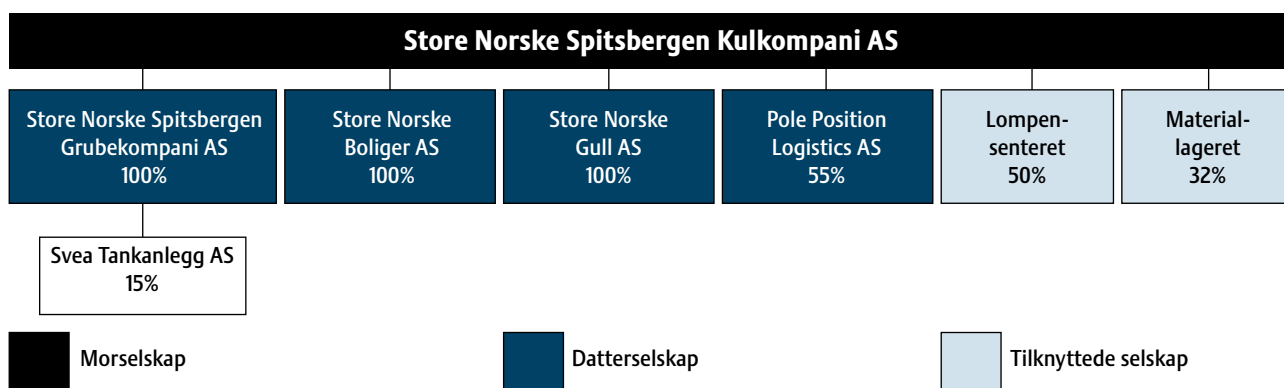 Store Norske Spitsbergen Kulkompani AS
Store Norske Spitsbergen
Grubekompani AS
100%
Store Norske
Boliger AS
100%
Store Norske
Gull AS
100%
Pole Position
Logistics AS
55%
Lompen-
senteret
50%
Material-
lageret
32%
Svea Tankanlegg AS
15%
Morselskap
Datterselskap
Tilknyttede selskap